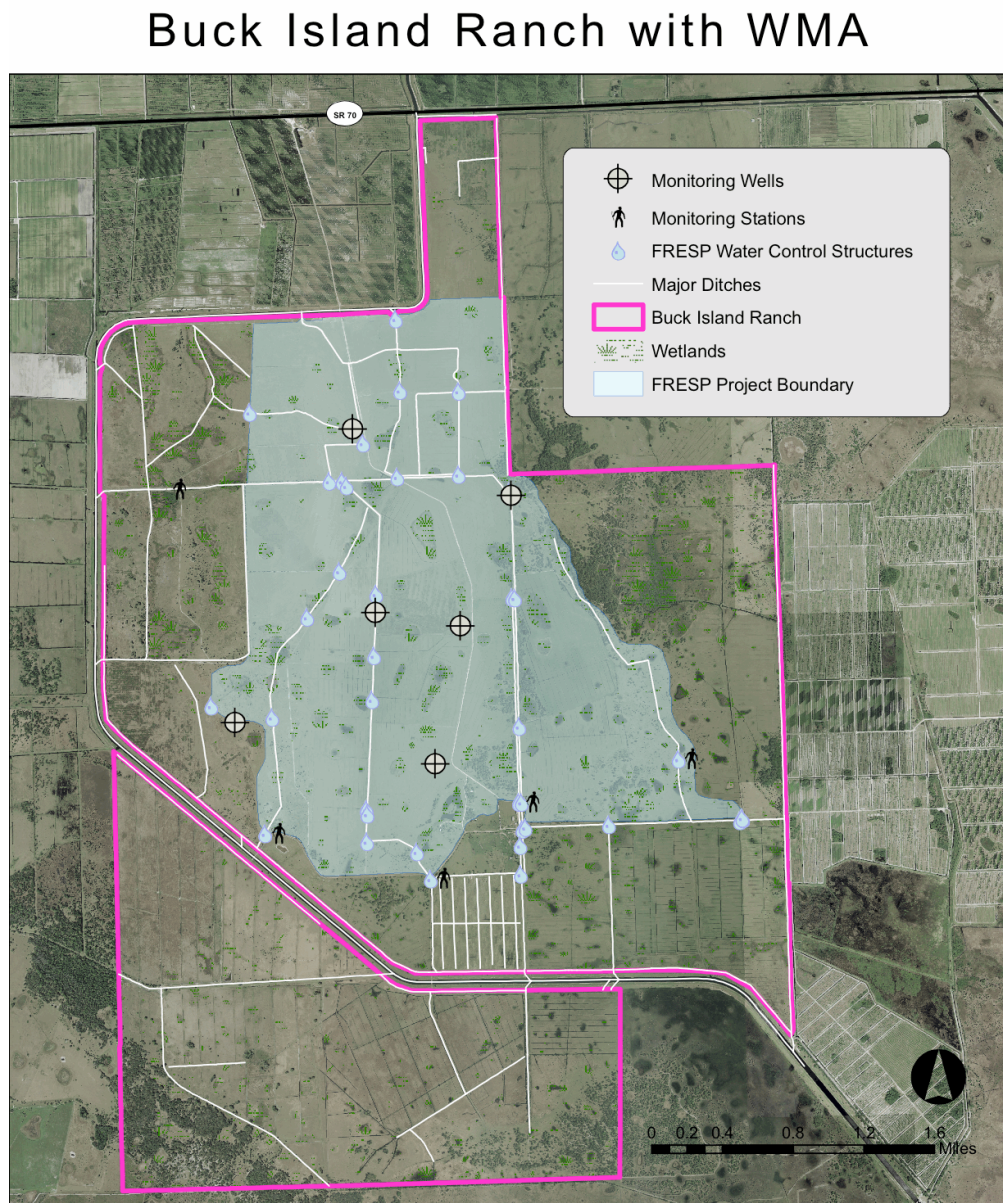 Buck Island Ranch with WMA
SR 70
Monitoring Wells
Monitoring Stations
FRESP Water Control Structures
Major Ditches
Buck Island Ranch
Wetlands
FRESP Project Boundary
0 0.2 0.4 0.8 1.2 1.6
Miles